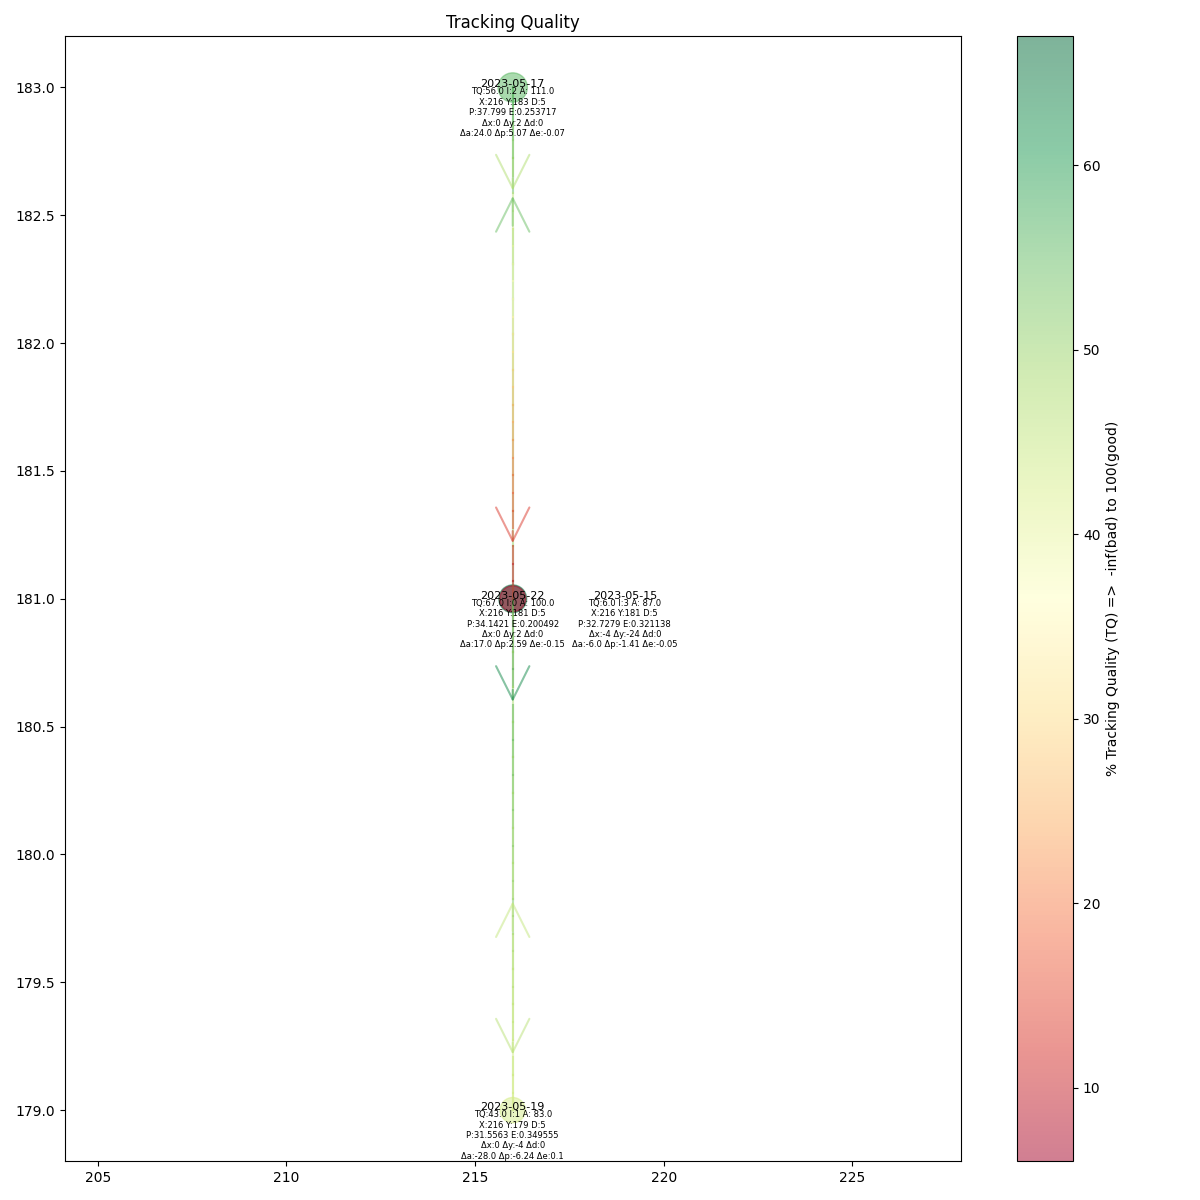 Tracking Quality
183.0
182.5
182.0
181.5
181.0
180.5
180.0
179.5
179.0
205
210
215
220
225
2023-05-17
TQ:56.0 I:2 A: 111.0
X:216 Y:183 D:5
P:37.799 E:0.253717
Δx:0 Δy:2 Δd:0
Δa:24.0 Δp:5.07 Δe:-0.07
2023-05-22
TQ:67.0 I:0 A: 100.0
X:216 Y:181 D:5
P:34.1421 E:0.200492
Δx:0 Δy:2 Δd:0
Δa:17.0 Δp:2.59 Δe:-0.15
2023-05-15
TQ:6.0 I:3 A: 87.0
X:216 Y:181 D:5
P:32.7279 E:0.321138
Δx:-4 Δy:-24 Δd:0
Δa:-6.0 Δp:-1.41 Δe:-0.05
2023-05-19
TQ:43.0 I:1 A: 83.0
X:216 Y:179 D:5
P:31.5563 E:0.349555
Δx:0 Δy:-4 Δd:0
Δa:-28.0 Δp:-6.24 Δe:0.1
60
50
40
30
20
10
% Tracking Quality (TQ) => -inf(bad) to 100(good)